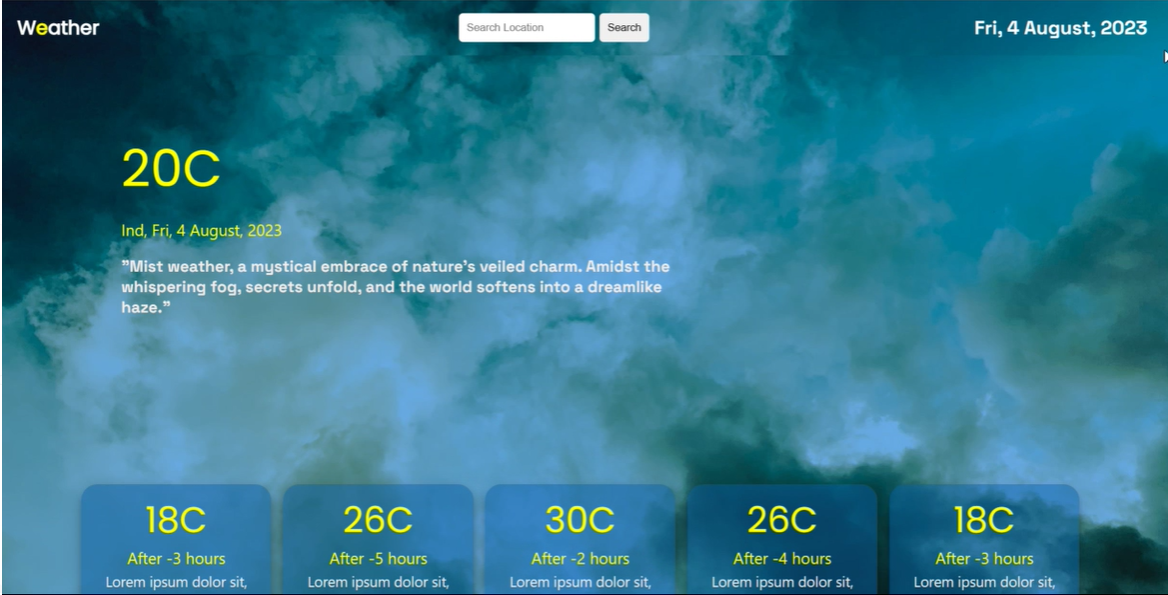 Weather
Search Location
Search
Fri, 4 August, 2023
20C
Ind, Fri, 4 August, 2023
"Mist weather, a mystical embrace of nature's veiled charm. Amidst the
whispering fog, secrets unfold, and the world softens into a dreamlike
haze."
18C
After -3 hours
Lorem ipsum dolor sit,
26C
After -5 hours
Lorem ipsum dolor sit,
30C
After -2 hours
Lorem ipsum dolor sit,
26C
After -4 hours
Lorem ipsum dolor sit,
18C
After -3 hours
Lorem ipsum dolor sit,